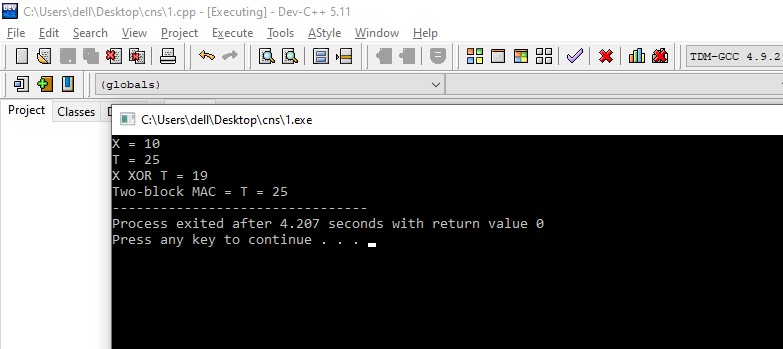 C:\Users\dell\Desktop\cns\1.cpp - [Executing] - Dev-C++ 5.11
File Edit Search View Project Execute Tools AStyle Window Help
TDM-GCC 4.9.2
(globals)
Project Classes D
C:\Users\dell\Desktop\cns\1.exe
X = 10
T = 25
X XOR T = 19
Two-block MAC = T = 25
--------------------------------
Process exited after 4.207 seconds with return value 0
Press any key to continue . . .